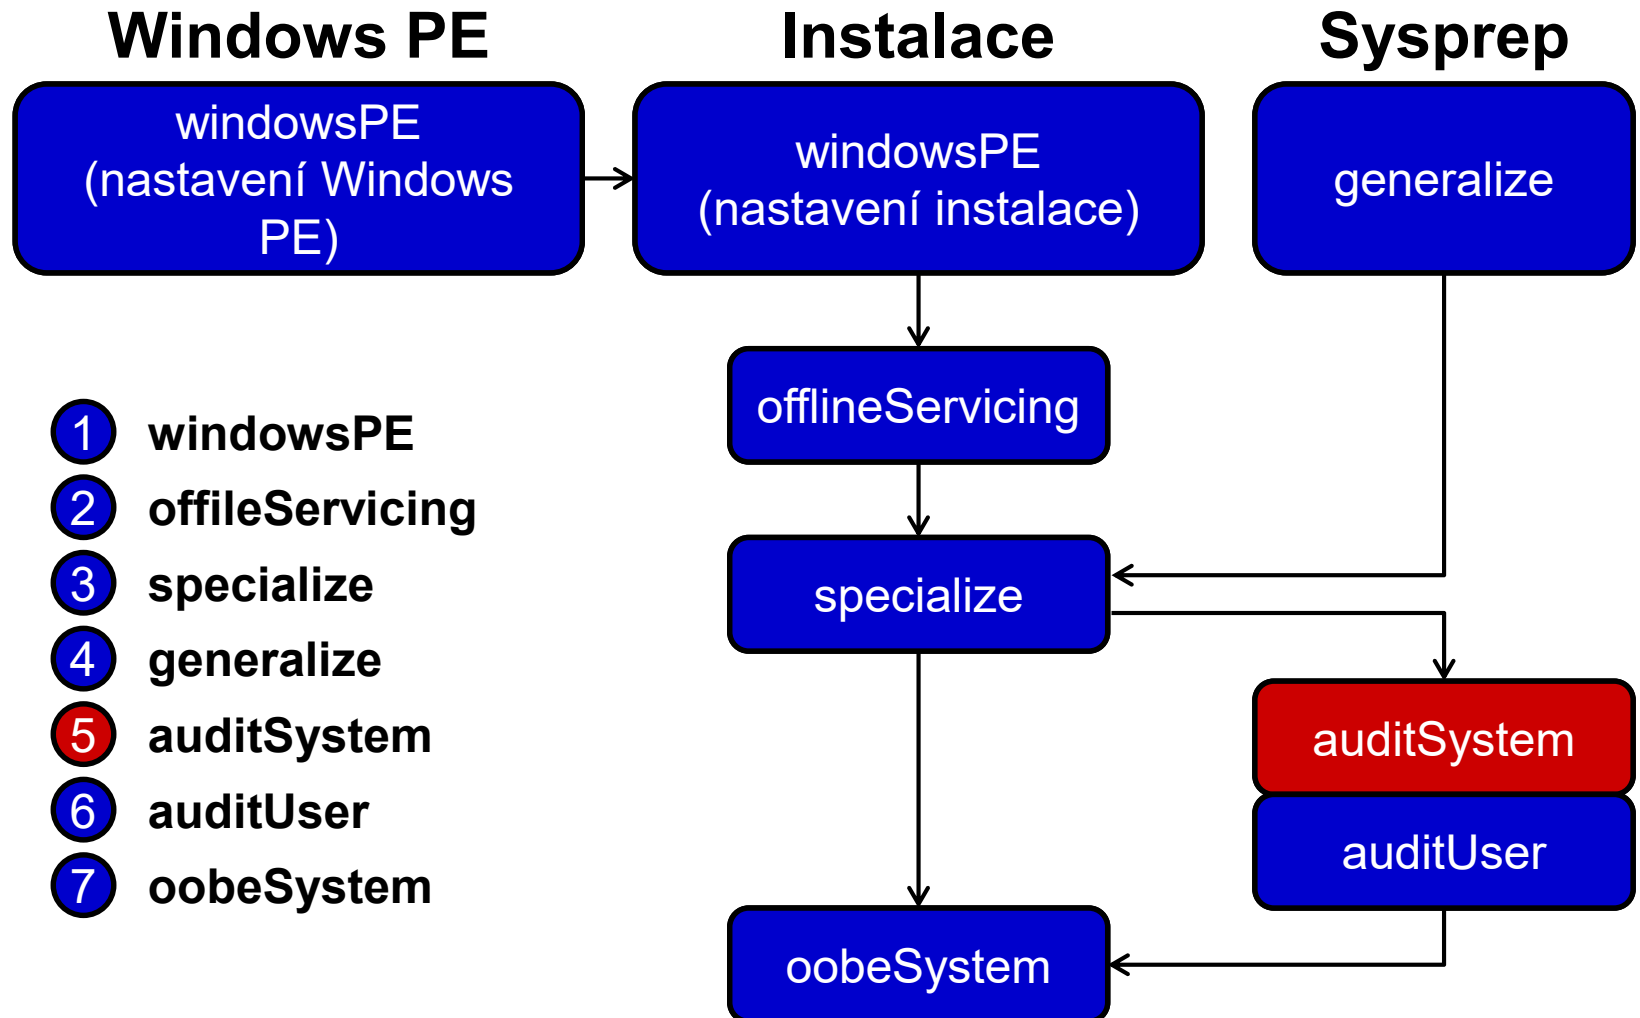 Windows PE
Instalace
Sysprep
windowsPE
(nastavení Windows
PE)
windowsPE
(nastavení instalace)
generalize
offlineServicing
1 windowsPE
2 offileServicing
3 specialize
4 generalize
5 auditSystem
6 auditUser
7 oobeSystem
specialize
auditSystem
auditUser
oobeSystem